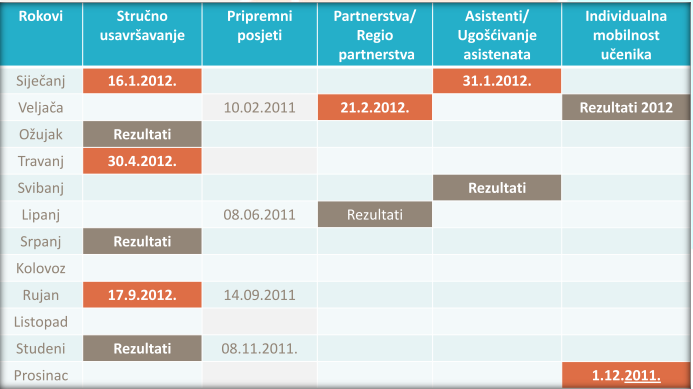 Rokovi Stručno usavršavanje Pripremni posjeti Partnerstva/ Regio partnerstva Asistenti/ Ugošćivanje asistenata Individualna mobilnost učenika
Siječanj 16.1.2012. 31.1.2012.
Veljača 10.02.2011 21.2.2012. Rezultati 2012
Ožujak Rezultati
Travanj 30.4.2012.
Svibanj Rezultati
Lipanj 08.06.2011 Rezultati
Srpanj Rezultati
Kolovoz
Rujan 17.9.2012. 14.09.2011
Listopad
Studeni Rezultati 08.11.2011.
Prosinac 1.12.2011.